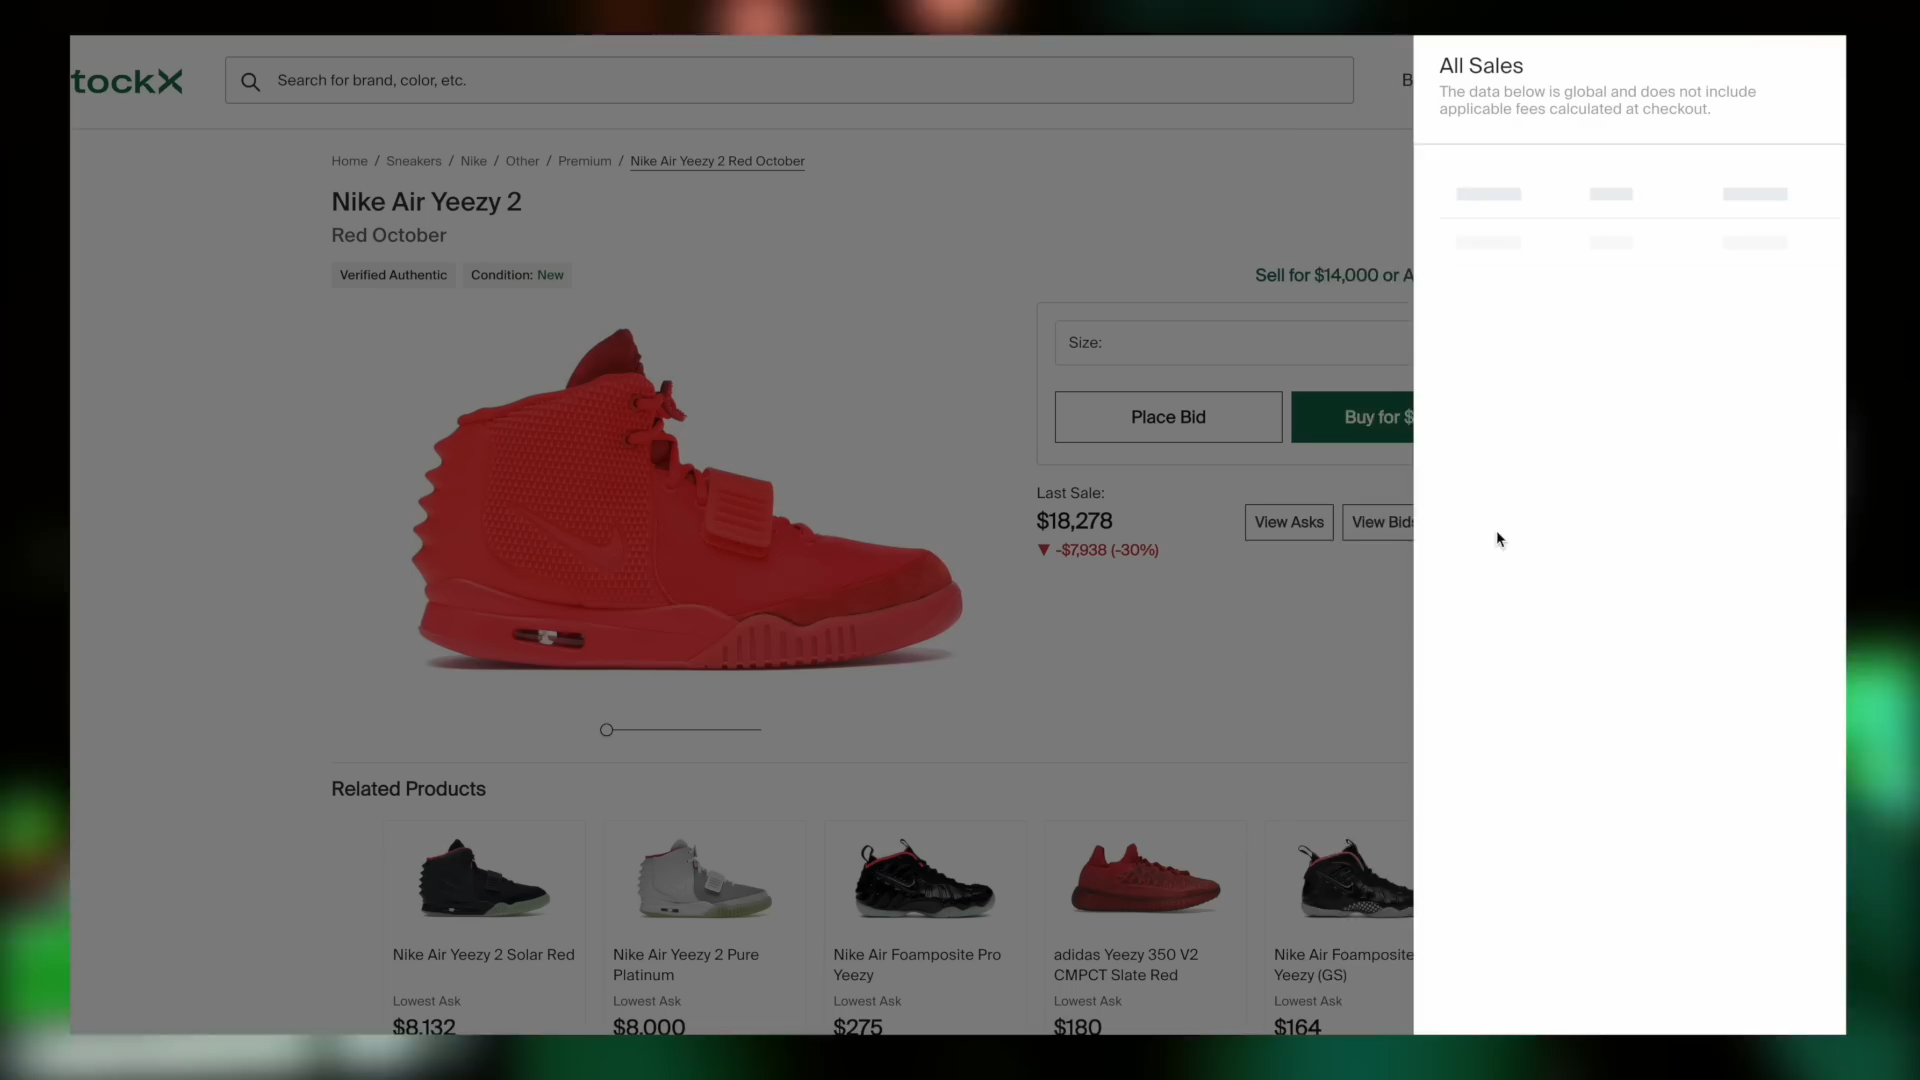 tockX
Search for brand, color, etc.
B
All Sales
The data below is global and does not include
applicable fees calculated at checkout.
Home / Sneakers / Nike / Other / Premium / Nike Air Yeezy 2 Red October
Nike Air Yeezy 2
Red October
Verified Authentic
Condition: New
Sell for $14,000 or A
Size:
Place Bid
Buy for $
Last Sale:
$18,278
▼ -$7,938 (-30%)
View Asks
View Bids
Related Products
Nike Air Yeezy 2 Solar Red
Lowest Ask
$8,132
Nike Air Yeezy 2 Pure
Platinum
Lowest Ask
$8,000
Nike Air Foamposite Pro
Yeezy
Lowest Ask
$275
adidas Yeezy 350 V2
CMPCT Slate Red
Lowest Ask
$180
Nike Air Foamposite
Yeezy (GS)
Lowest Ask
$164